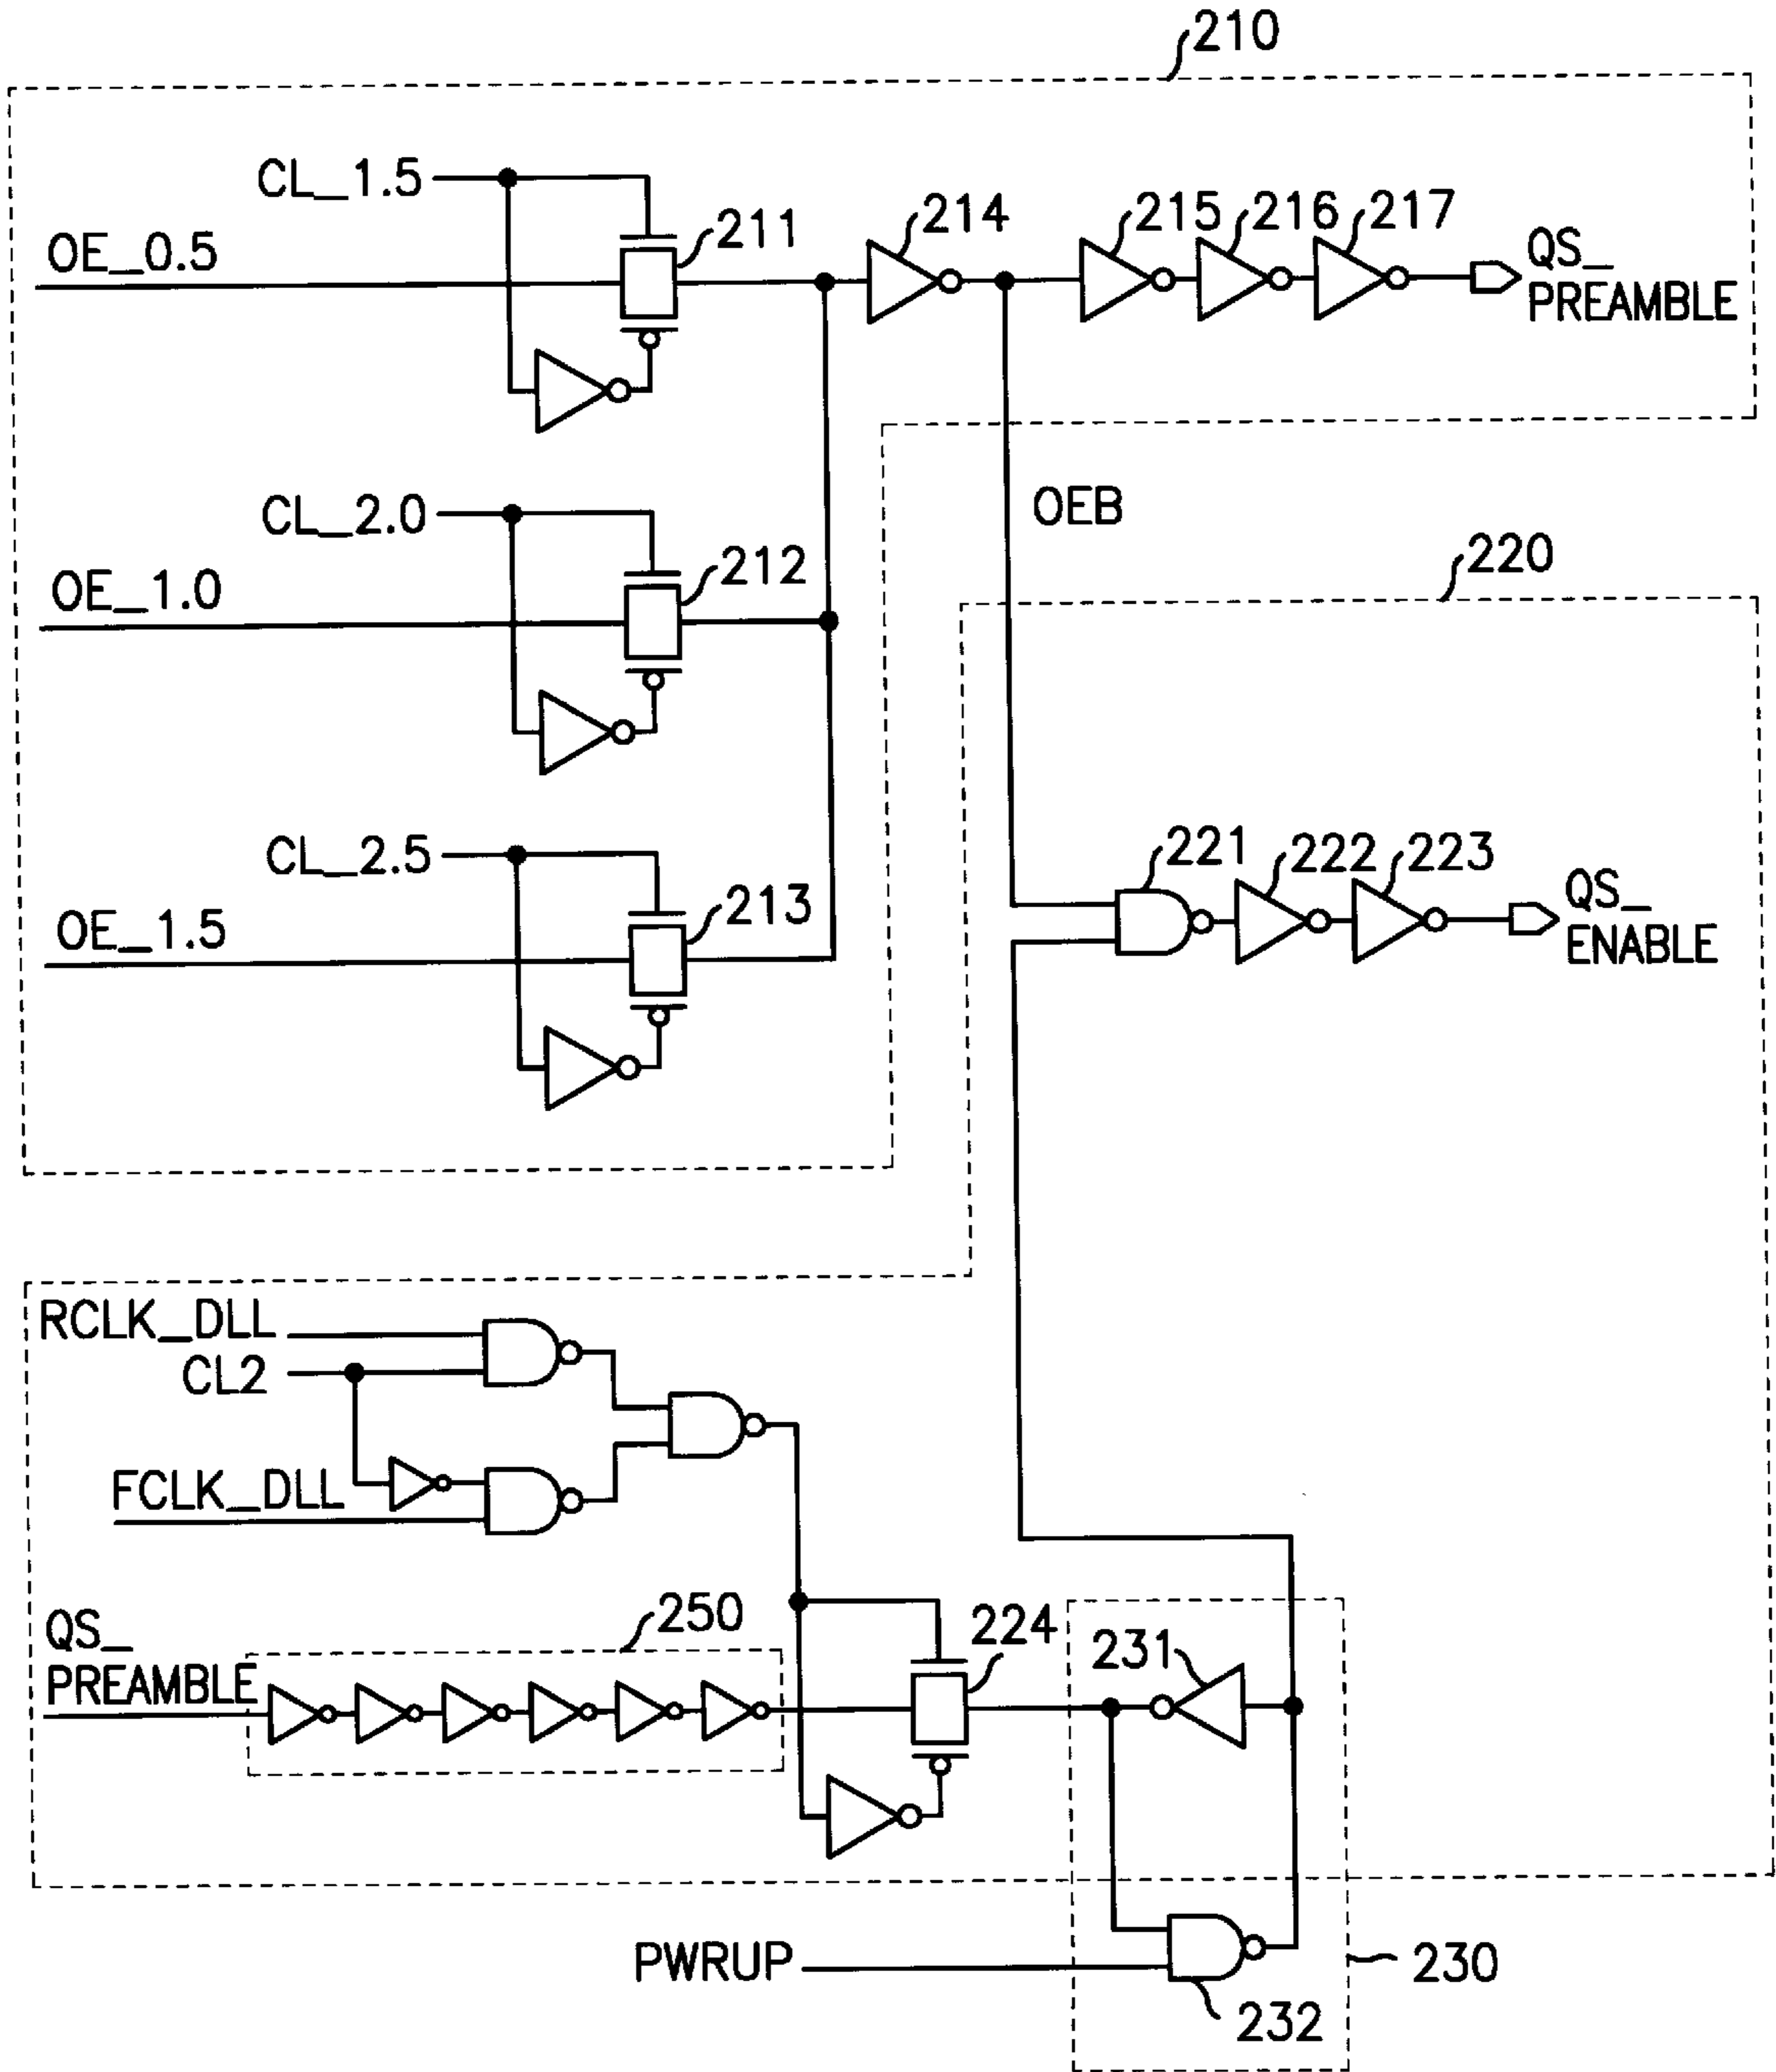 210
CL_1.5
OE_0.5
211
214
215
216
217
QS_
PREAMBLE
CL_2.0
OE_1.0
212
OEB
220
CL_2.5
OE_1.5
213
221
222
223
QS_
ENABLE
RCLK_DLL
CL2
FCLK_DLL
QS_
PREAMBLE
250
224
231
PWRUP
230
232